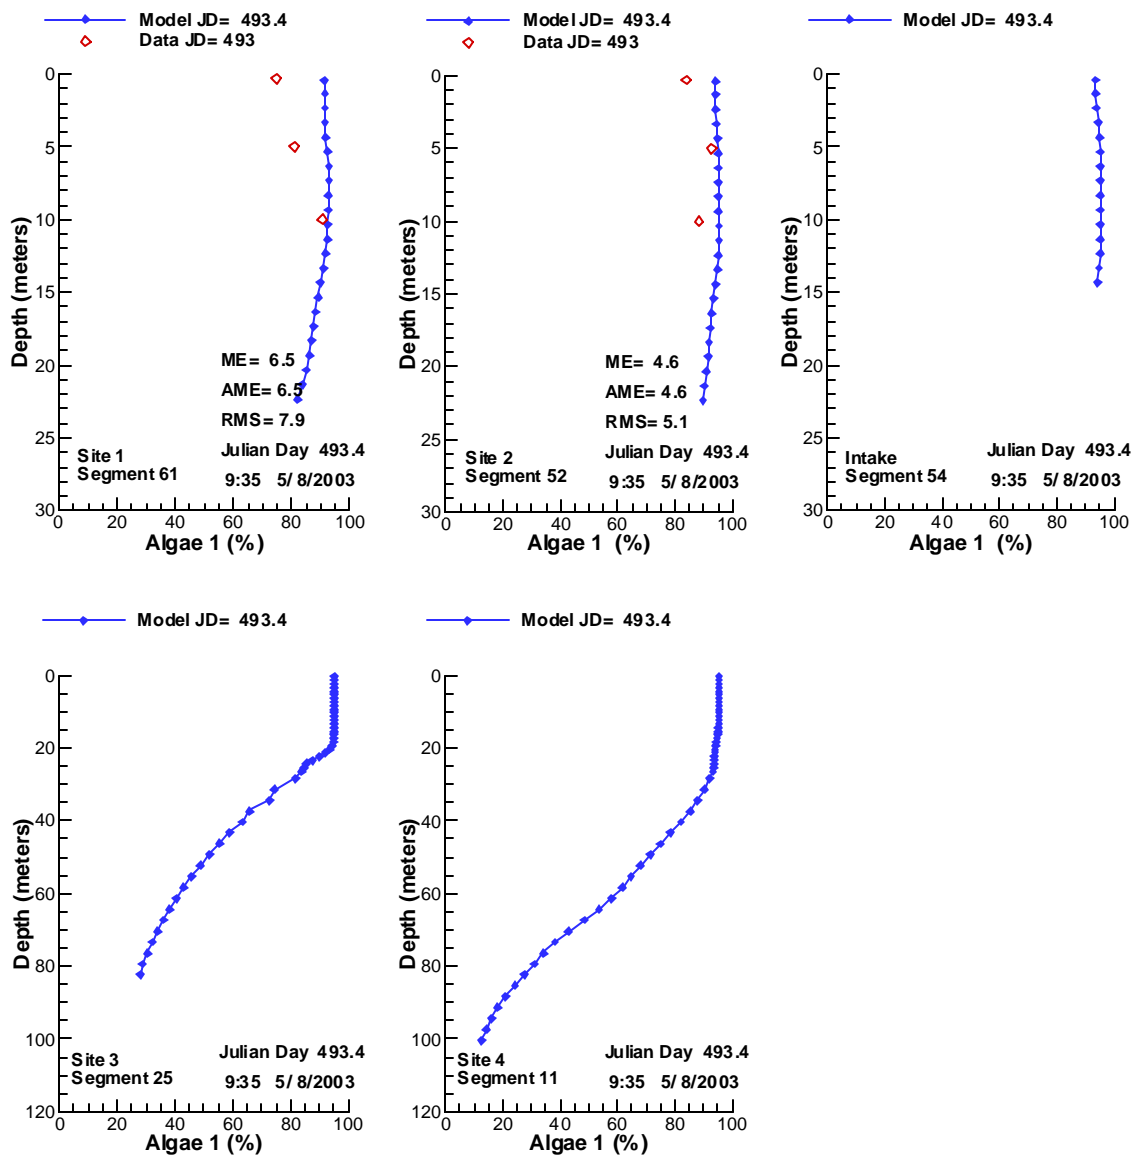 Model JD= 493.4
Data JD= 493
0
5
10
15
20
25
30
Depth (meters)
ME= 6.5
AME= 6.5
RMS= 7.9
Julian Day 493.4
9:35 5/ 8/2003
Site 1
Segment 61
0 20 40 60 80 100
Algae 1 (%)
Model JD= 493.4
Data JD= 493
0
5
10
15
20
25
30
Depth (meters)
ME= 4.6
AME= 4.6
RMS= 5.1
Julian Day 493.4
9:35 5/ 8/2003
Site 2
Segment 52
0 20 40 60 80 100
Algae 1 (%)
Model JD= 493.4
0
5
10
15
20
25
30
Depth (meters)
Julian Day 493.4
9:35 5/ 8/2003
Intake
Segment 54
0 20 40 60 80 100
Algae 1 (%)
Model JD= 493.4
0
20
40
60
80
100
120
Depth (meters)
Julian Day 493.4
9:35 5/ 8/2003
Site 3
Segment 25
0 20 40 60 80 100
Algae 1 (%)
Model JD= 493.4
0
20
40
60
80
100
120
Depth (meters)
Julian Day 493.4
9:35 5/ 8/2003
Site 4
Segment 11
0 20 40 60 80 100
Algae 1 (%)